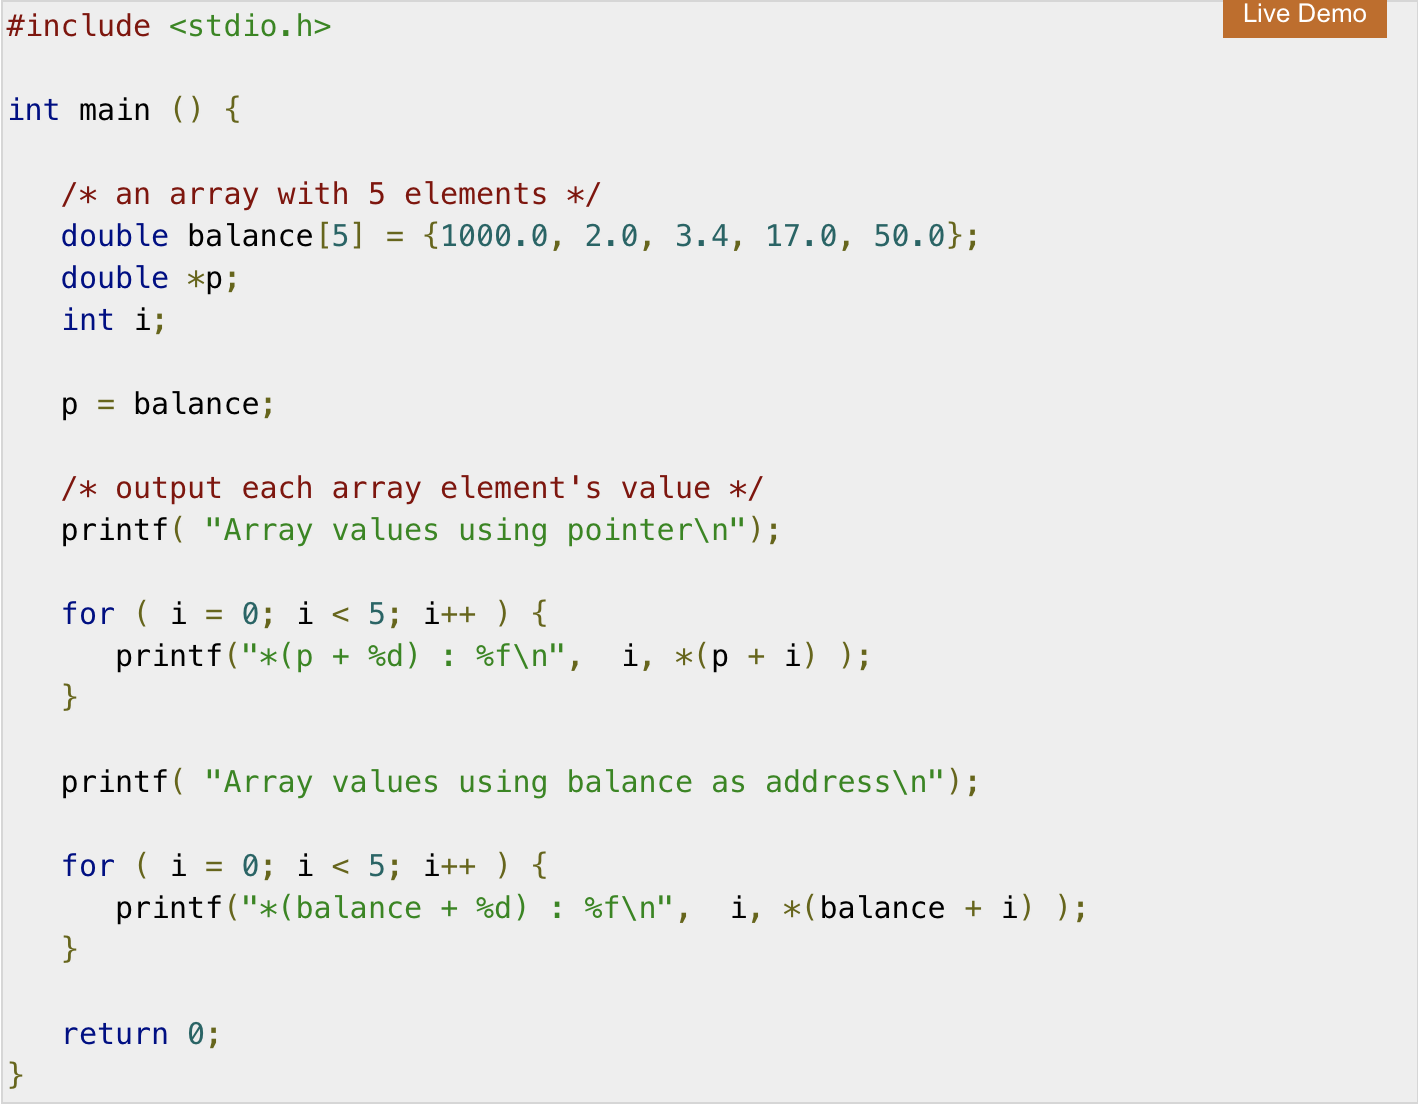 #include <stdio.h>
Live Demo
int main () {
/* an array with 5 elements */
double balance[5] = {1000.0, 2.0, 3.4, 17.0, 50.0};
double *p;
int i;
p = balance;
/* output each array element's value */
printf( "Array values using pointer\n");
for ( i = 0; i < 5; i++ ) {
printf("*(p + %d) : %f\n",  i, *(p + i) );
}
printf( "Array values using balance as address\n");
for ( i = 0; i < 5; i++ ) {
printf("*(balance + %d) : %f\n",  i, *(balance + i) );
}
return 0;
}